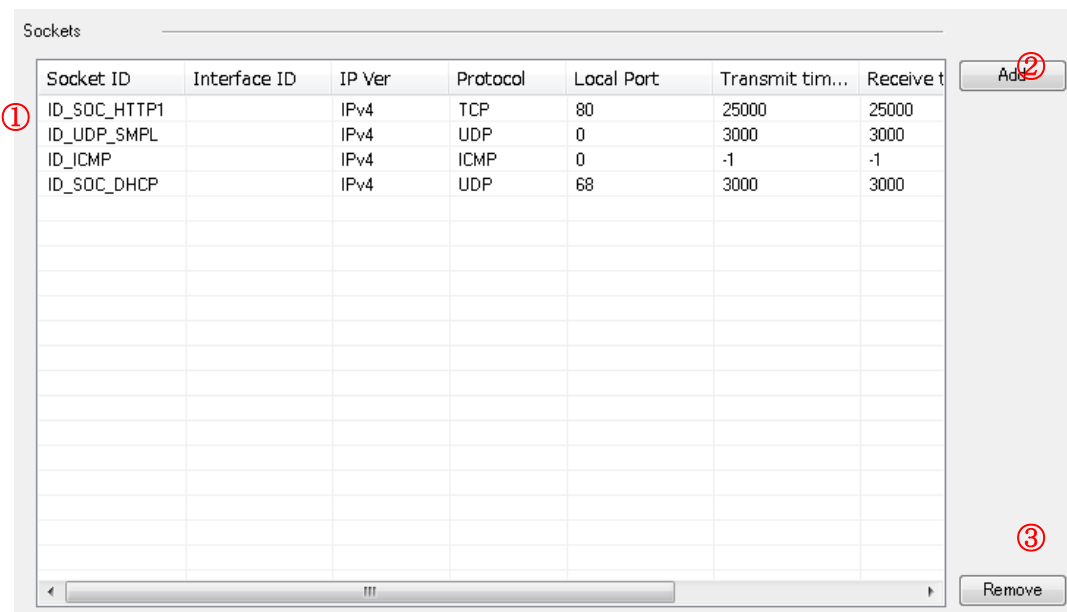 Sockets
Socket ID Interface ID IP Ver Protocol Local Port Transmit tim... Receive t
Add ②
① ID_SOC_HTTP1 IPv4 TCP 80 25000 25000
ID_UDP_SMPL IPv4 UDP 0 3000 3000
ID_ICMP IPv4 ICMP 0 -1 -1
ID_SOC_DHCP IPv4 UDP 68 3000 3000
③
Remove